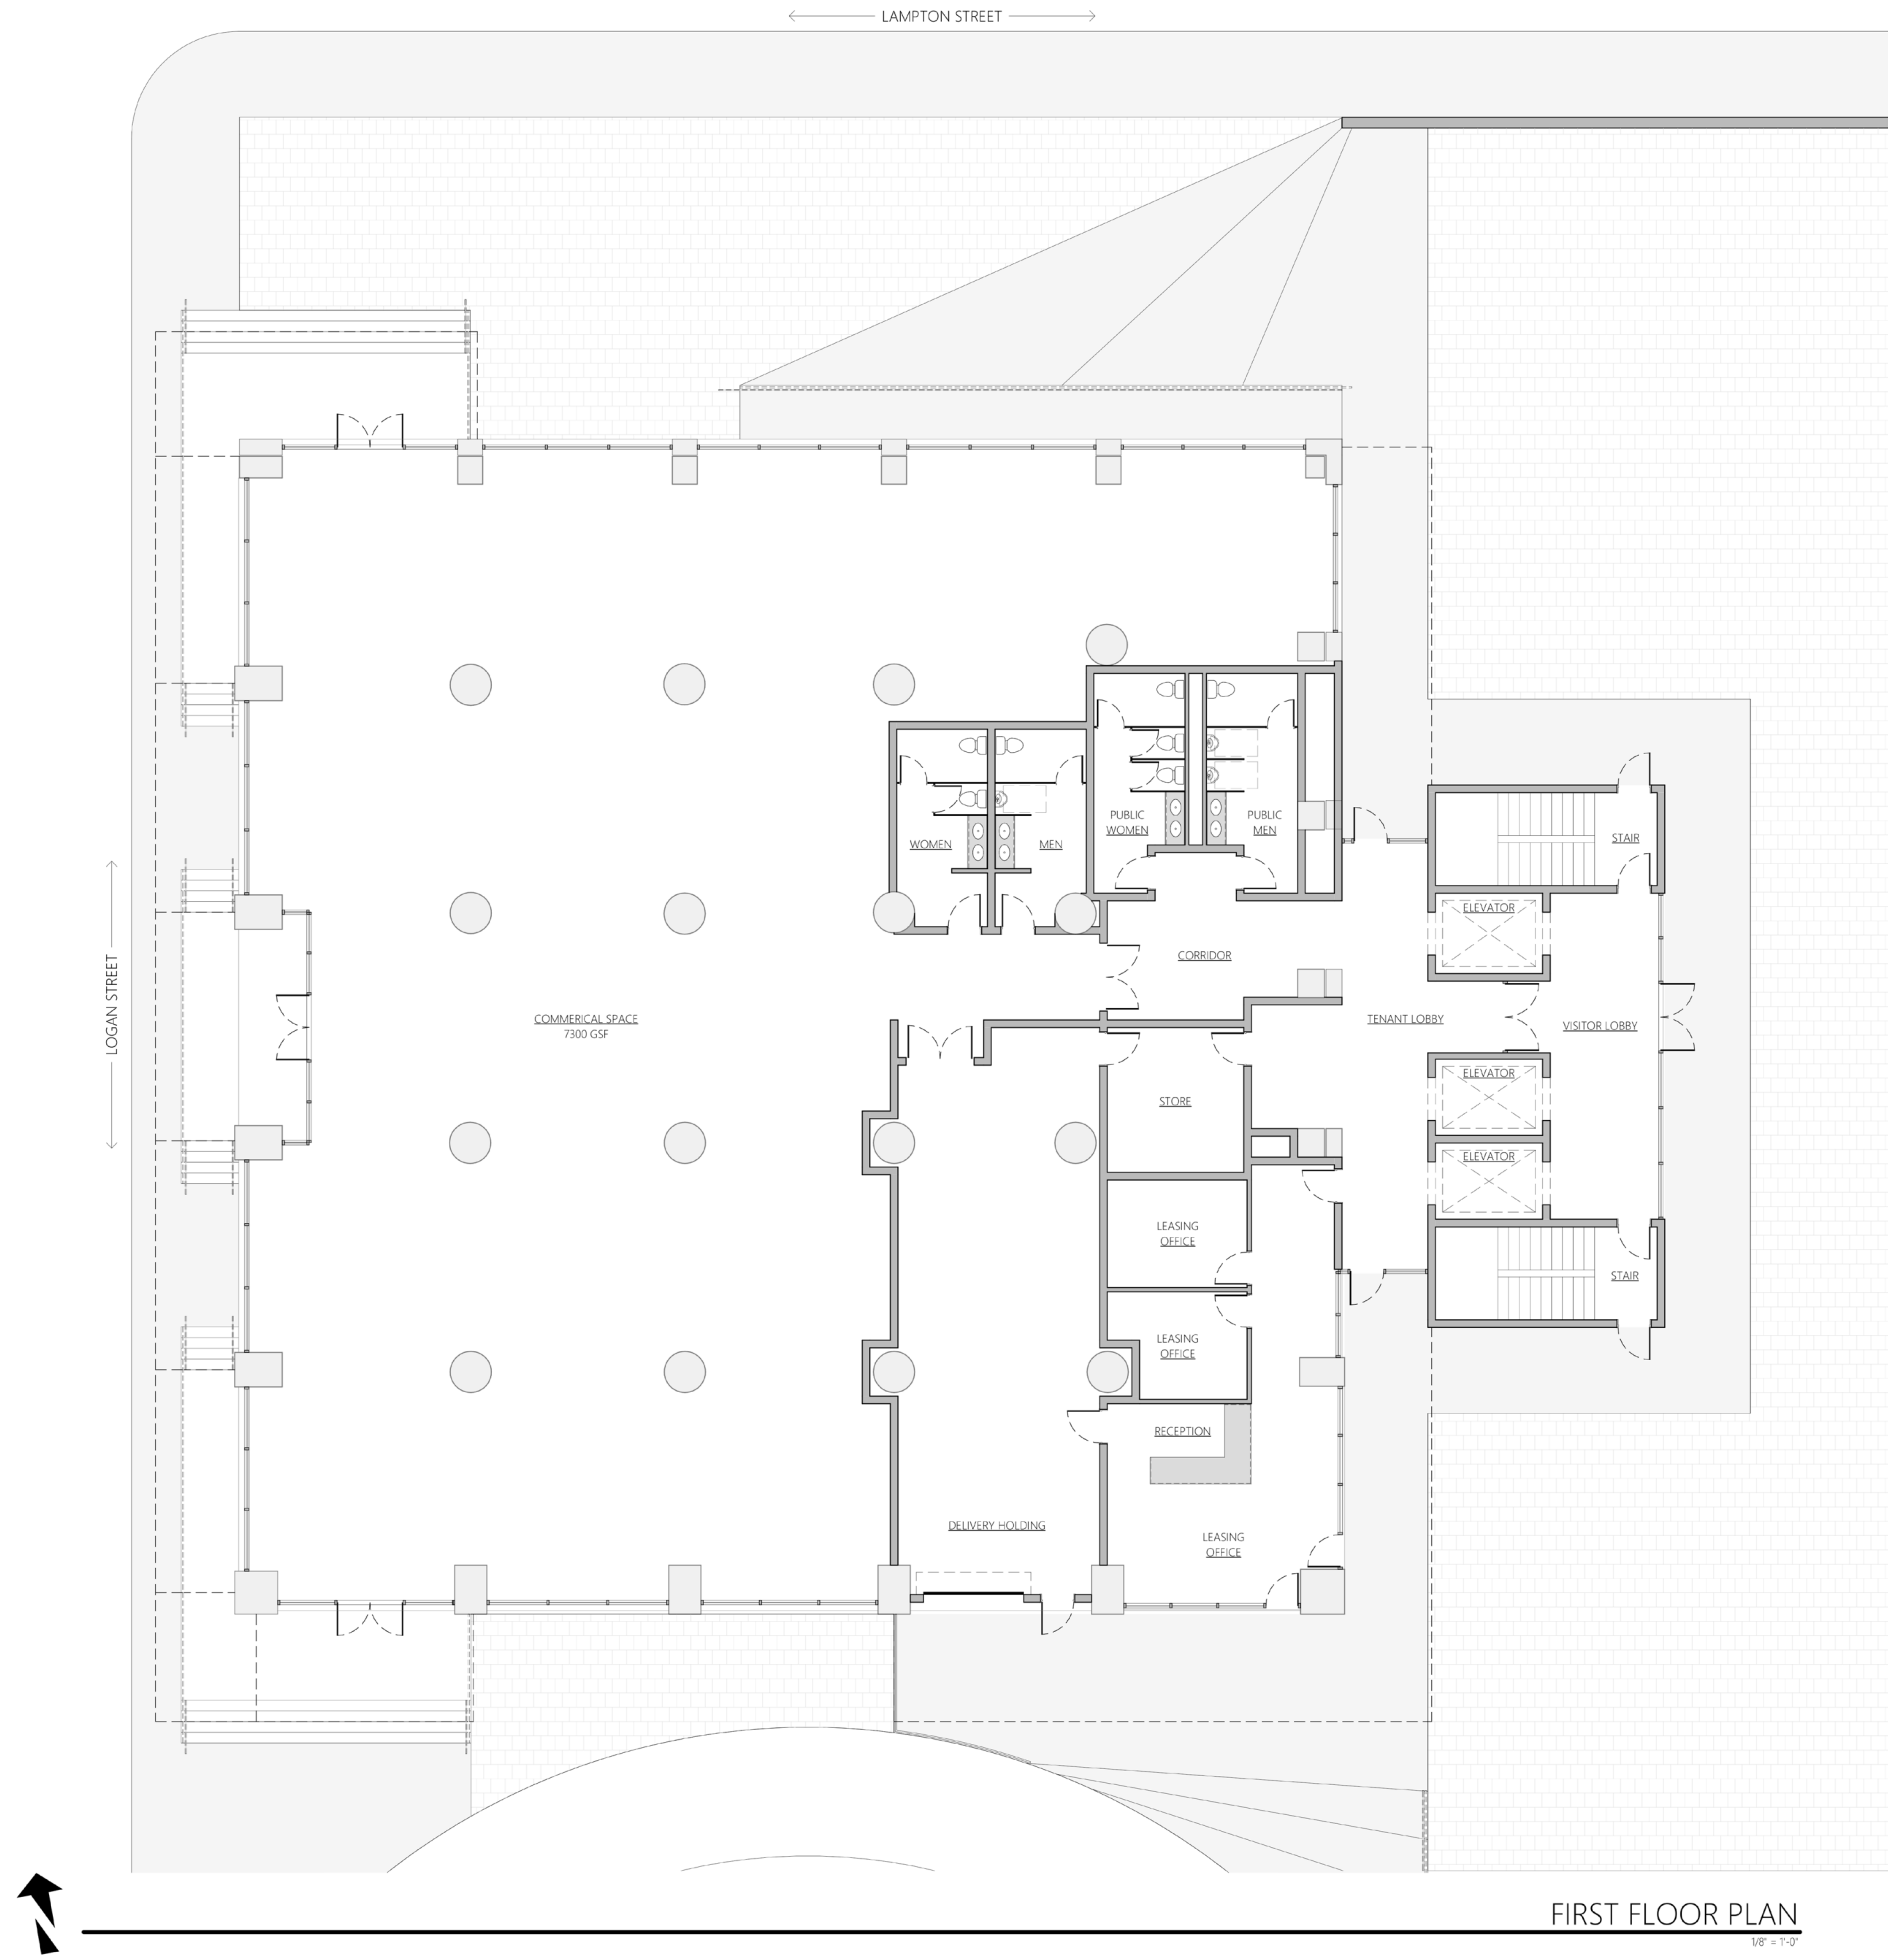 LAMPTON STREET
PUBLIC
WOMEN
PUBLIC
MEN
STAIR
WOMEN
MEN
ELEVATOR
CORRIDOR
LOGAN STREET
COMMERICAL SPACE
7300 GSF
TENANT LOBBY
VISITOR LOBBY
ELEVATOR
STORE
ELEVATOR
LEASING
OFFICE
STAIR
LEASING
OFFICE
RECEPTION
DELIVERY HOLDING
LEASING
OFFICE
FIRST FLOOR PLAN
1/8" = 1'-0"